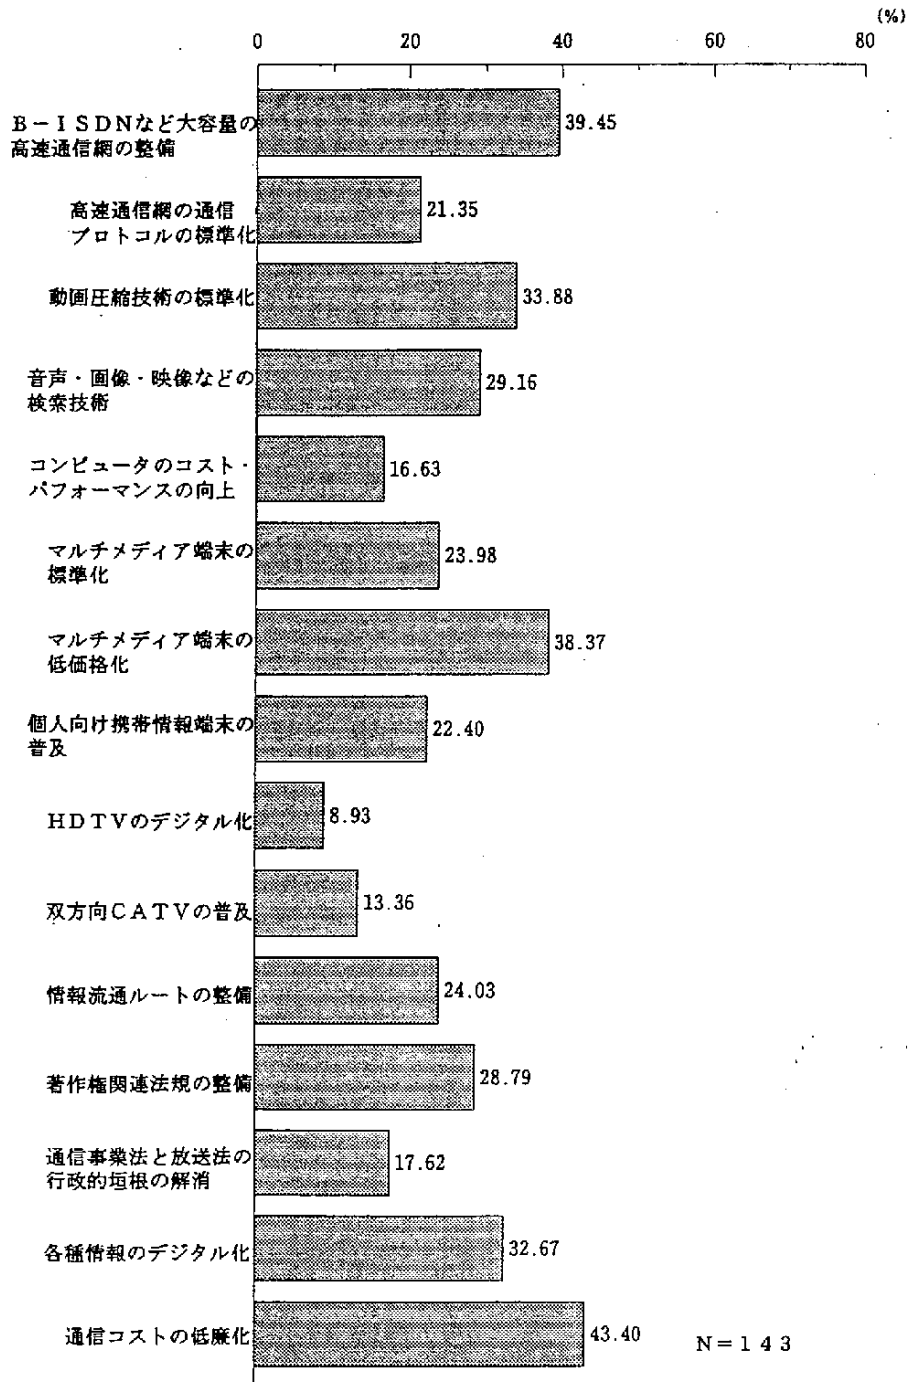 (%)
0 20 40 60 80
B－ISDNなど大容量の
高速通信網の整備
39.45
高速通信網の通信
プロトコルの標準化
21.35
動画圧縮技術の標準化
33.88
音声・画像・映像などの
検索技術
29.16
コンピュータのコスト・
パフォーマンスの向上
16.63
マルチメディア端末の
標準化
23.98
マルチメディア端末の
低価格化
38.37
個人向け携帯情報端末の
普及
22.40
HDTVのデジタル化
8.93
双方向CATVの普及
13.36
情報流通ルートの整備
24.03
著作権関連法規の整備
28.79
通信事業法と放送法の
行政的垣根の解消
17.62
各種情報のデジタル化
32.67
通信コストの低廉化
43.40
N＝143